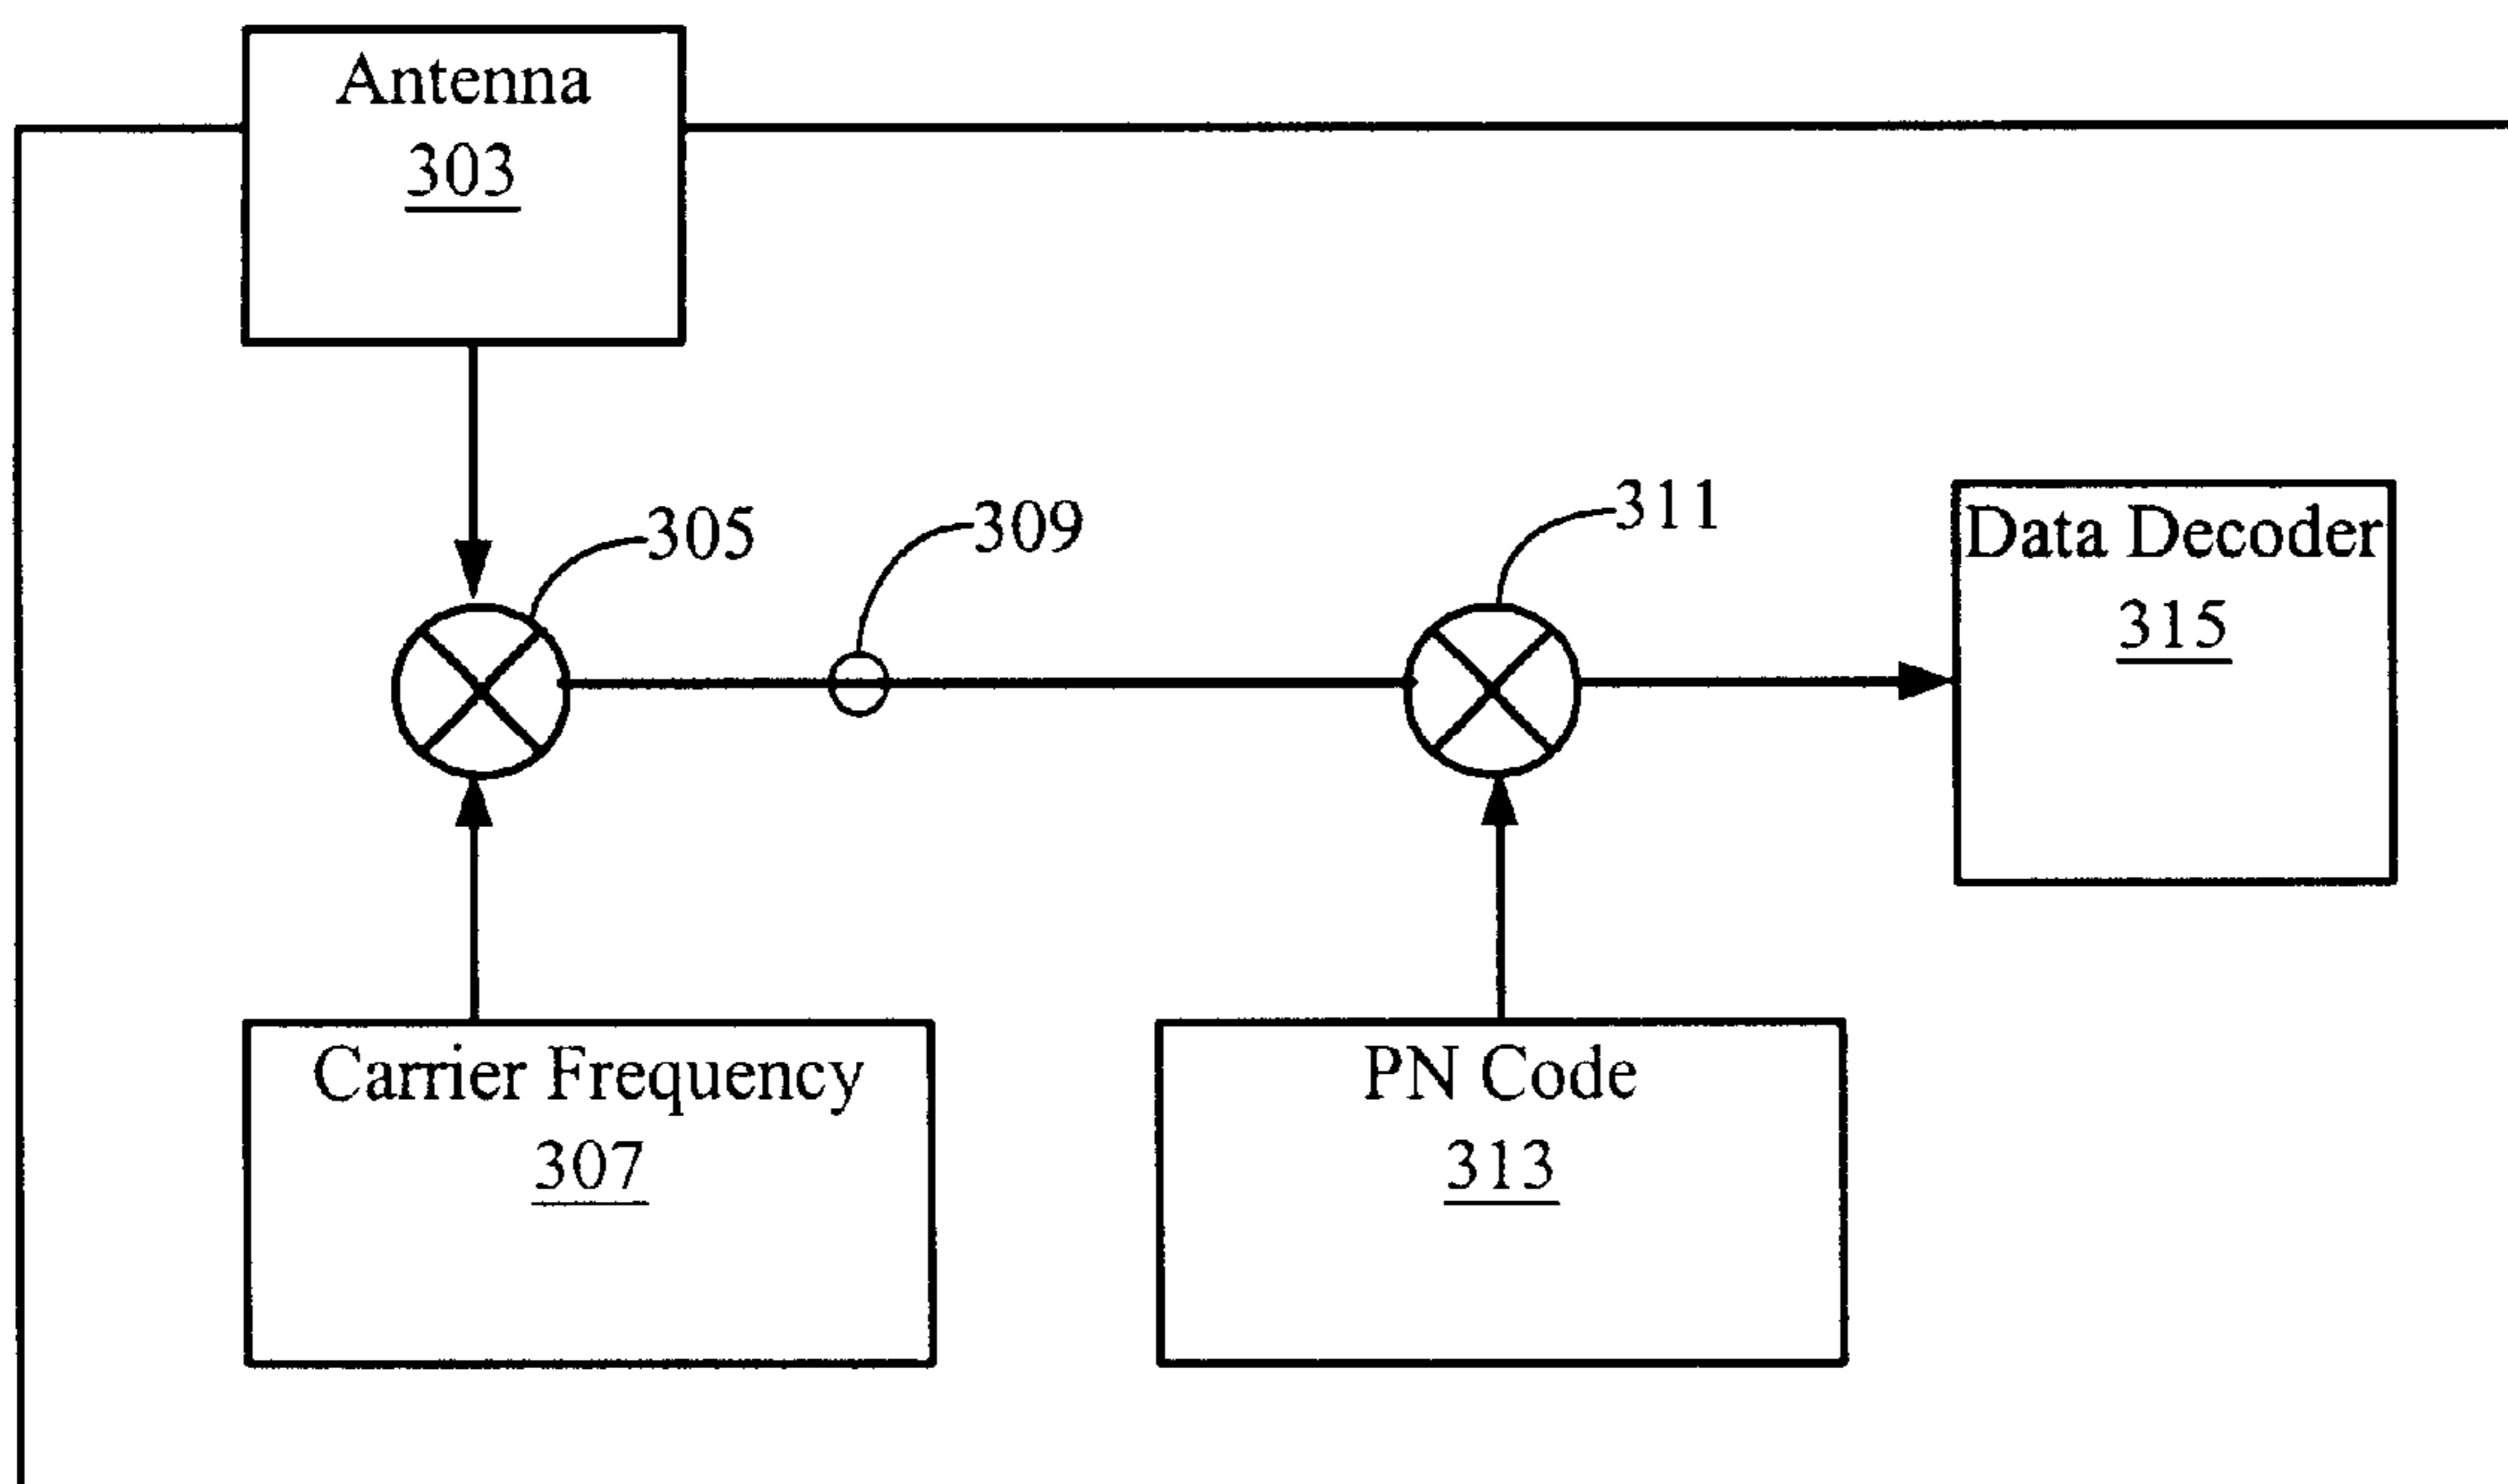 Antenna
303
305
309
311
Data Decoder
315
Carrier Frequency
307
PN Code
313